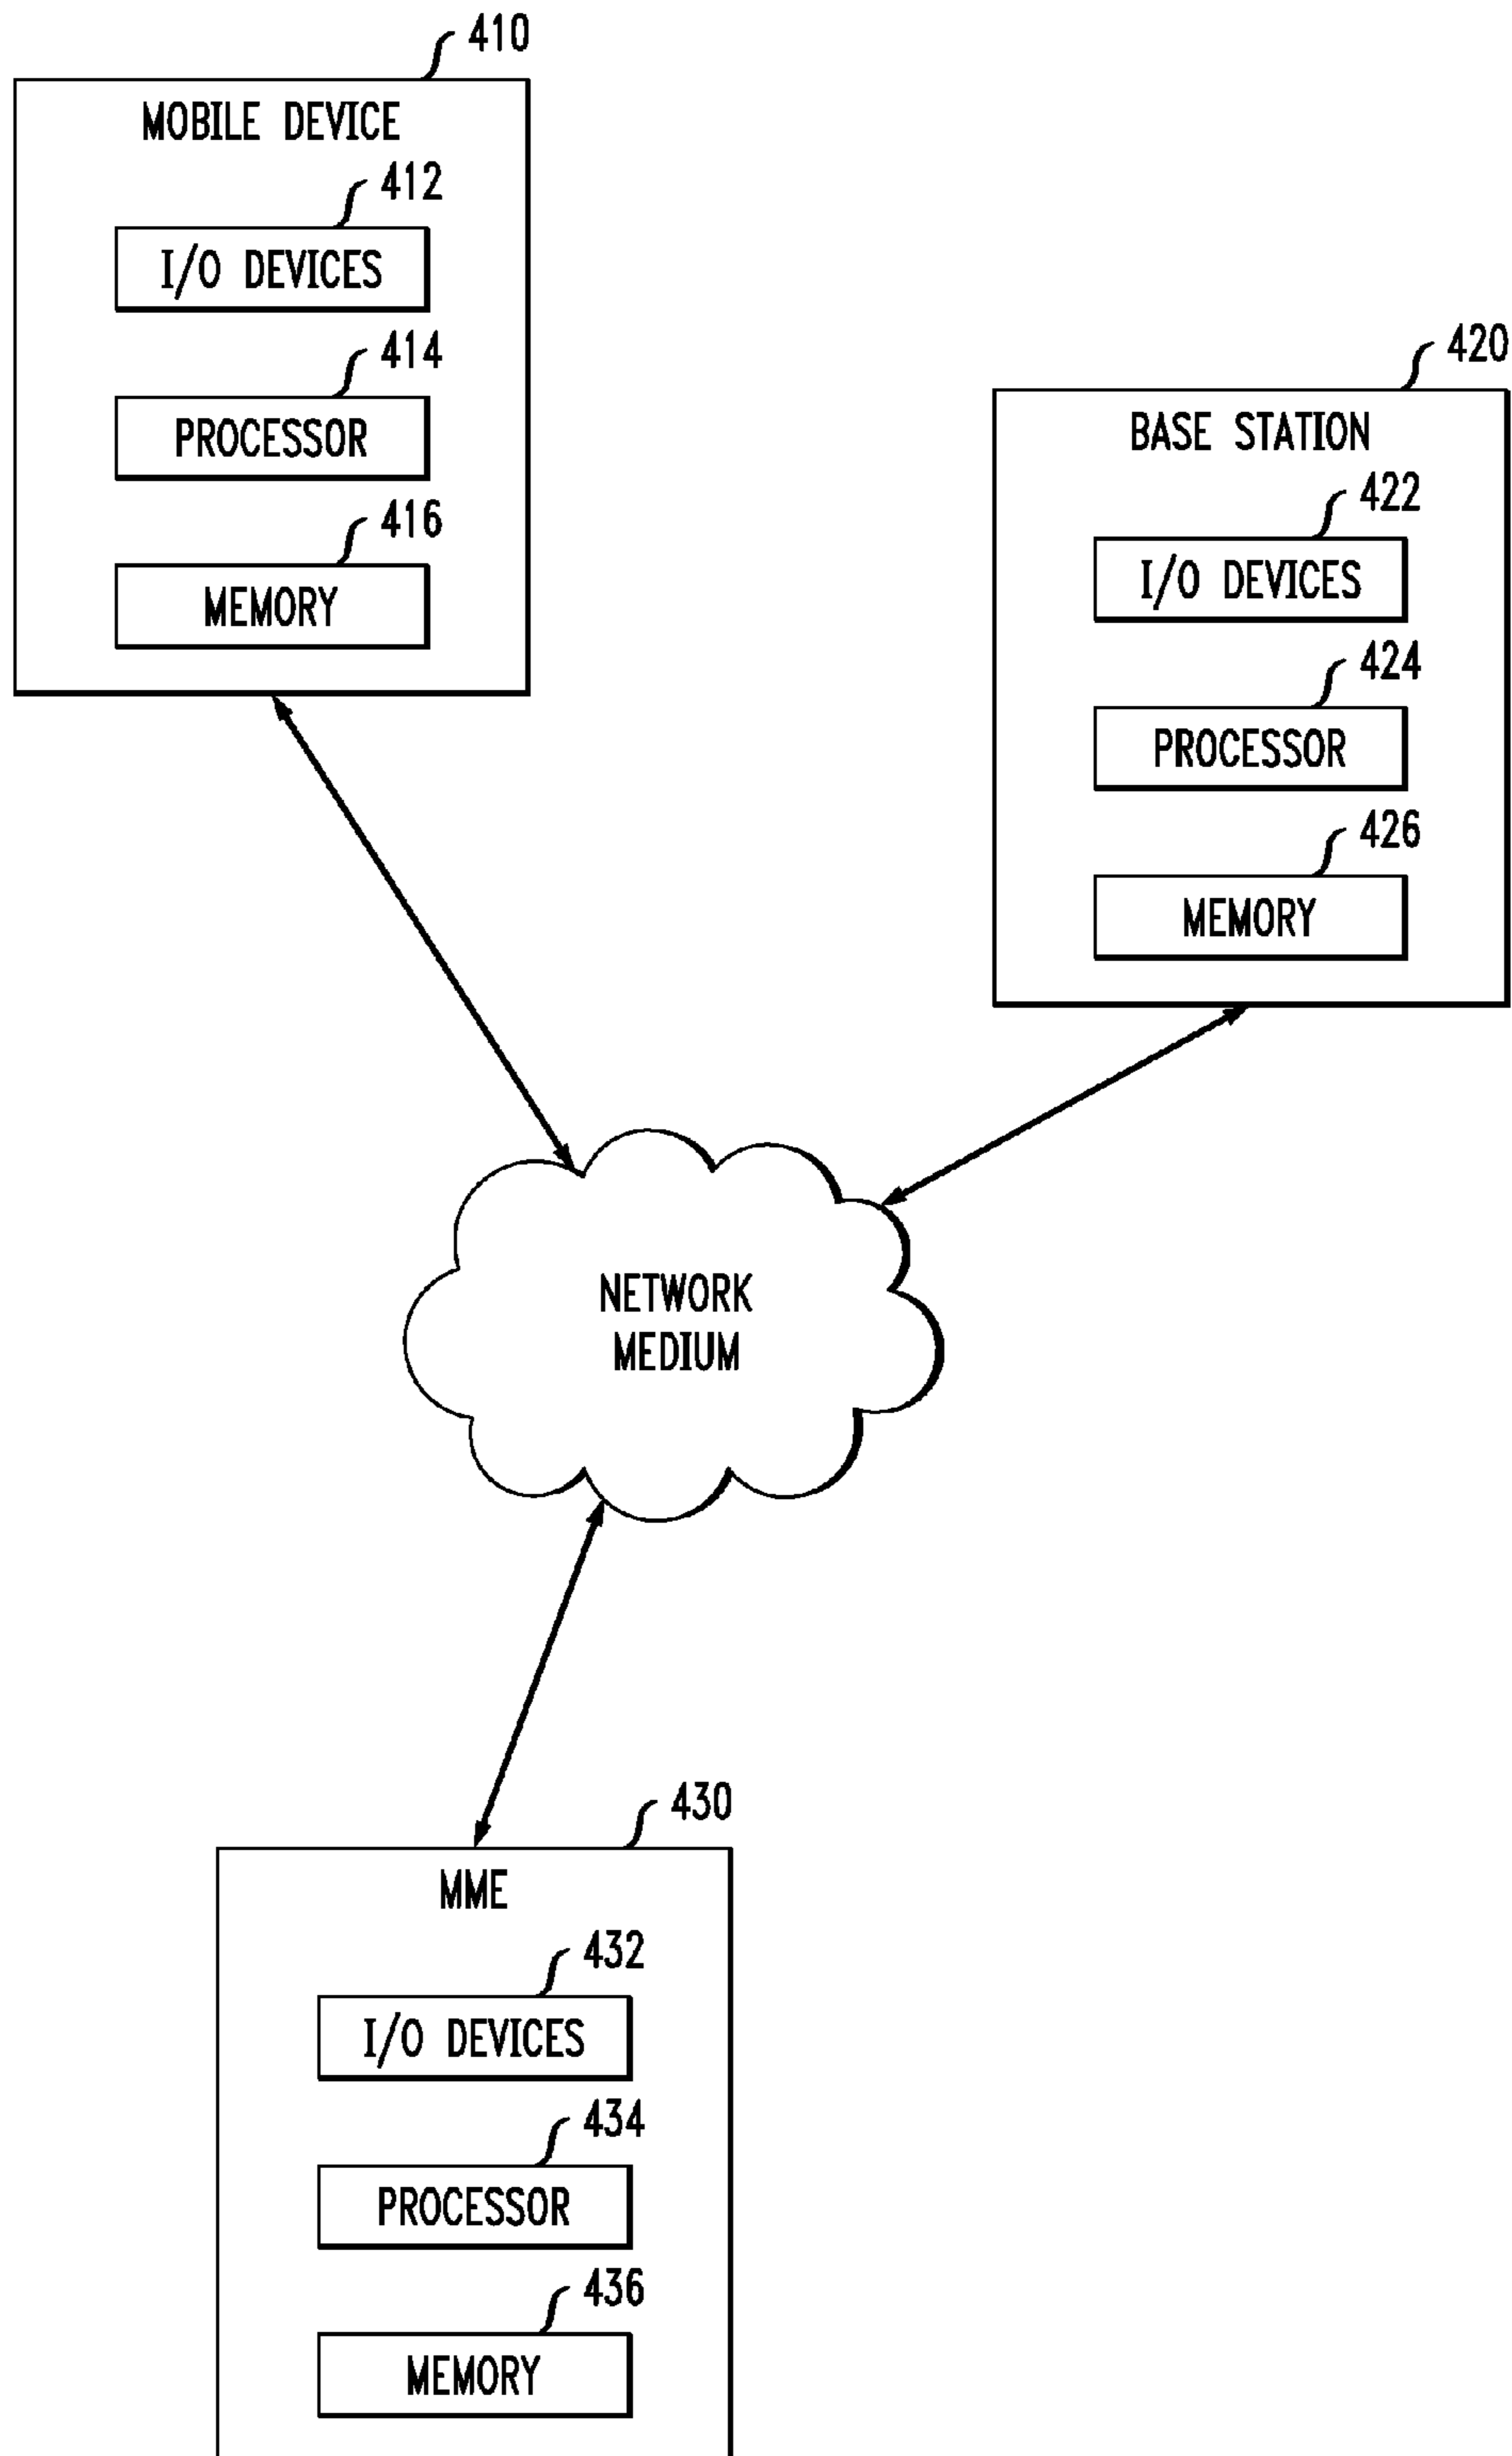 410
MOBILE DEVICE
412
I/O DEVICES
414
PROCESSOR
416
MEMORY
420
BASE STATION
422
I/O DEVICES
424
PROCESSOR
426
MEMORY
NETWORK
MEDIUM
430
MME
432
I/O DEVICES
434
PROCESSOR
436
MEMORY